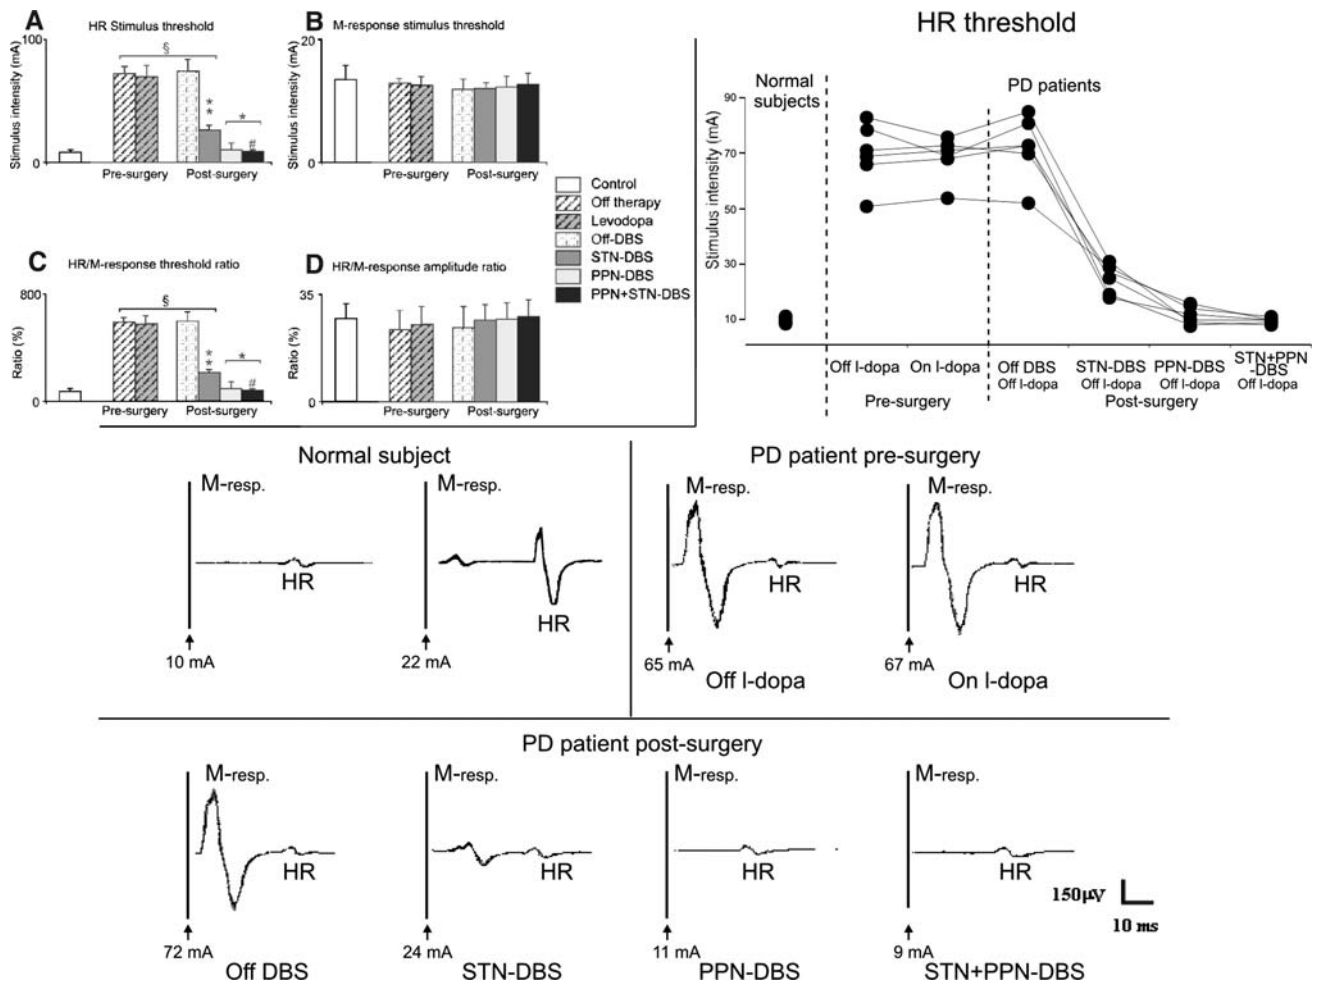 A
HR Stimulus threshold
100
§
Stimulus intensity (mA)
*
*
*
#
0
Pre-surgery
Post-surgery
B
M-response stimulus threshold
20
Stimulus intensity (mA)
0
Pre-surgery
Post-surgery
Control
Off therapy
Levodopa
Off-DBS
STN-DBS
PPN-DBS
PPN+STN-DBS
C
HR/M-response threshold ratio
800
§
Ratio (%)
*
*
*
#
0
Pre-surgery
Post-surgery
D
HR/M-response amplitude ratio
35
Ratio (%)
0
Pre-surgery
Post-surgery
HR threshold
Normal
subjects
PD patients
Stimulus intensity (mA)
90
70
50
30
10
Off l-dopa
On l-dopa
Off DBS
Off l-dopa
STN-DBS
Off l-dopa
PPN-DBS
Off l-dopa
STN+PPN
-DBS
Off l-dopa
Pre-surgery
Post-surgery
Normal subject
M-resp.
HR
10 mA
M-resp.
HR
22 mA
PD patient pre-surgery
M-resp.
HR
65 mA
Off l-dopa
M-resp.
HR
67 mA
On l-dopa
PD patient post-surgery
M-resp.
HR
72 mA
Off DBS
M-resp.
HR
24 mA
STN-DBS
M-resp.
HR
11 mA
PPN-DBS
M-resp.
HR
9 mA
STN+PPN-DBS
150µV
10 ms